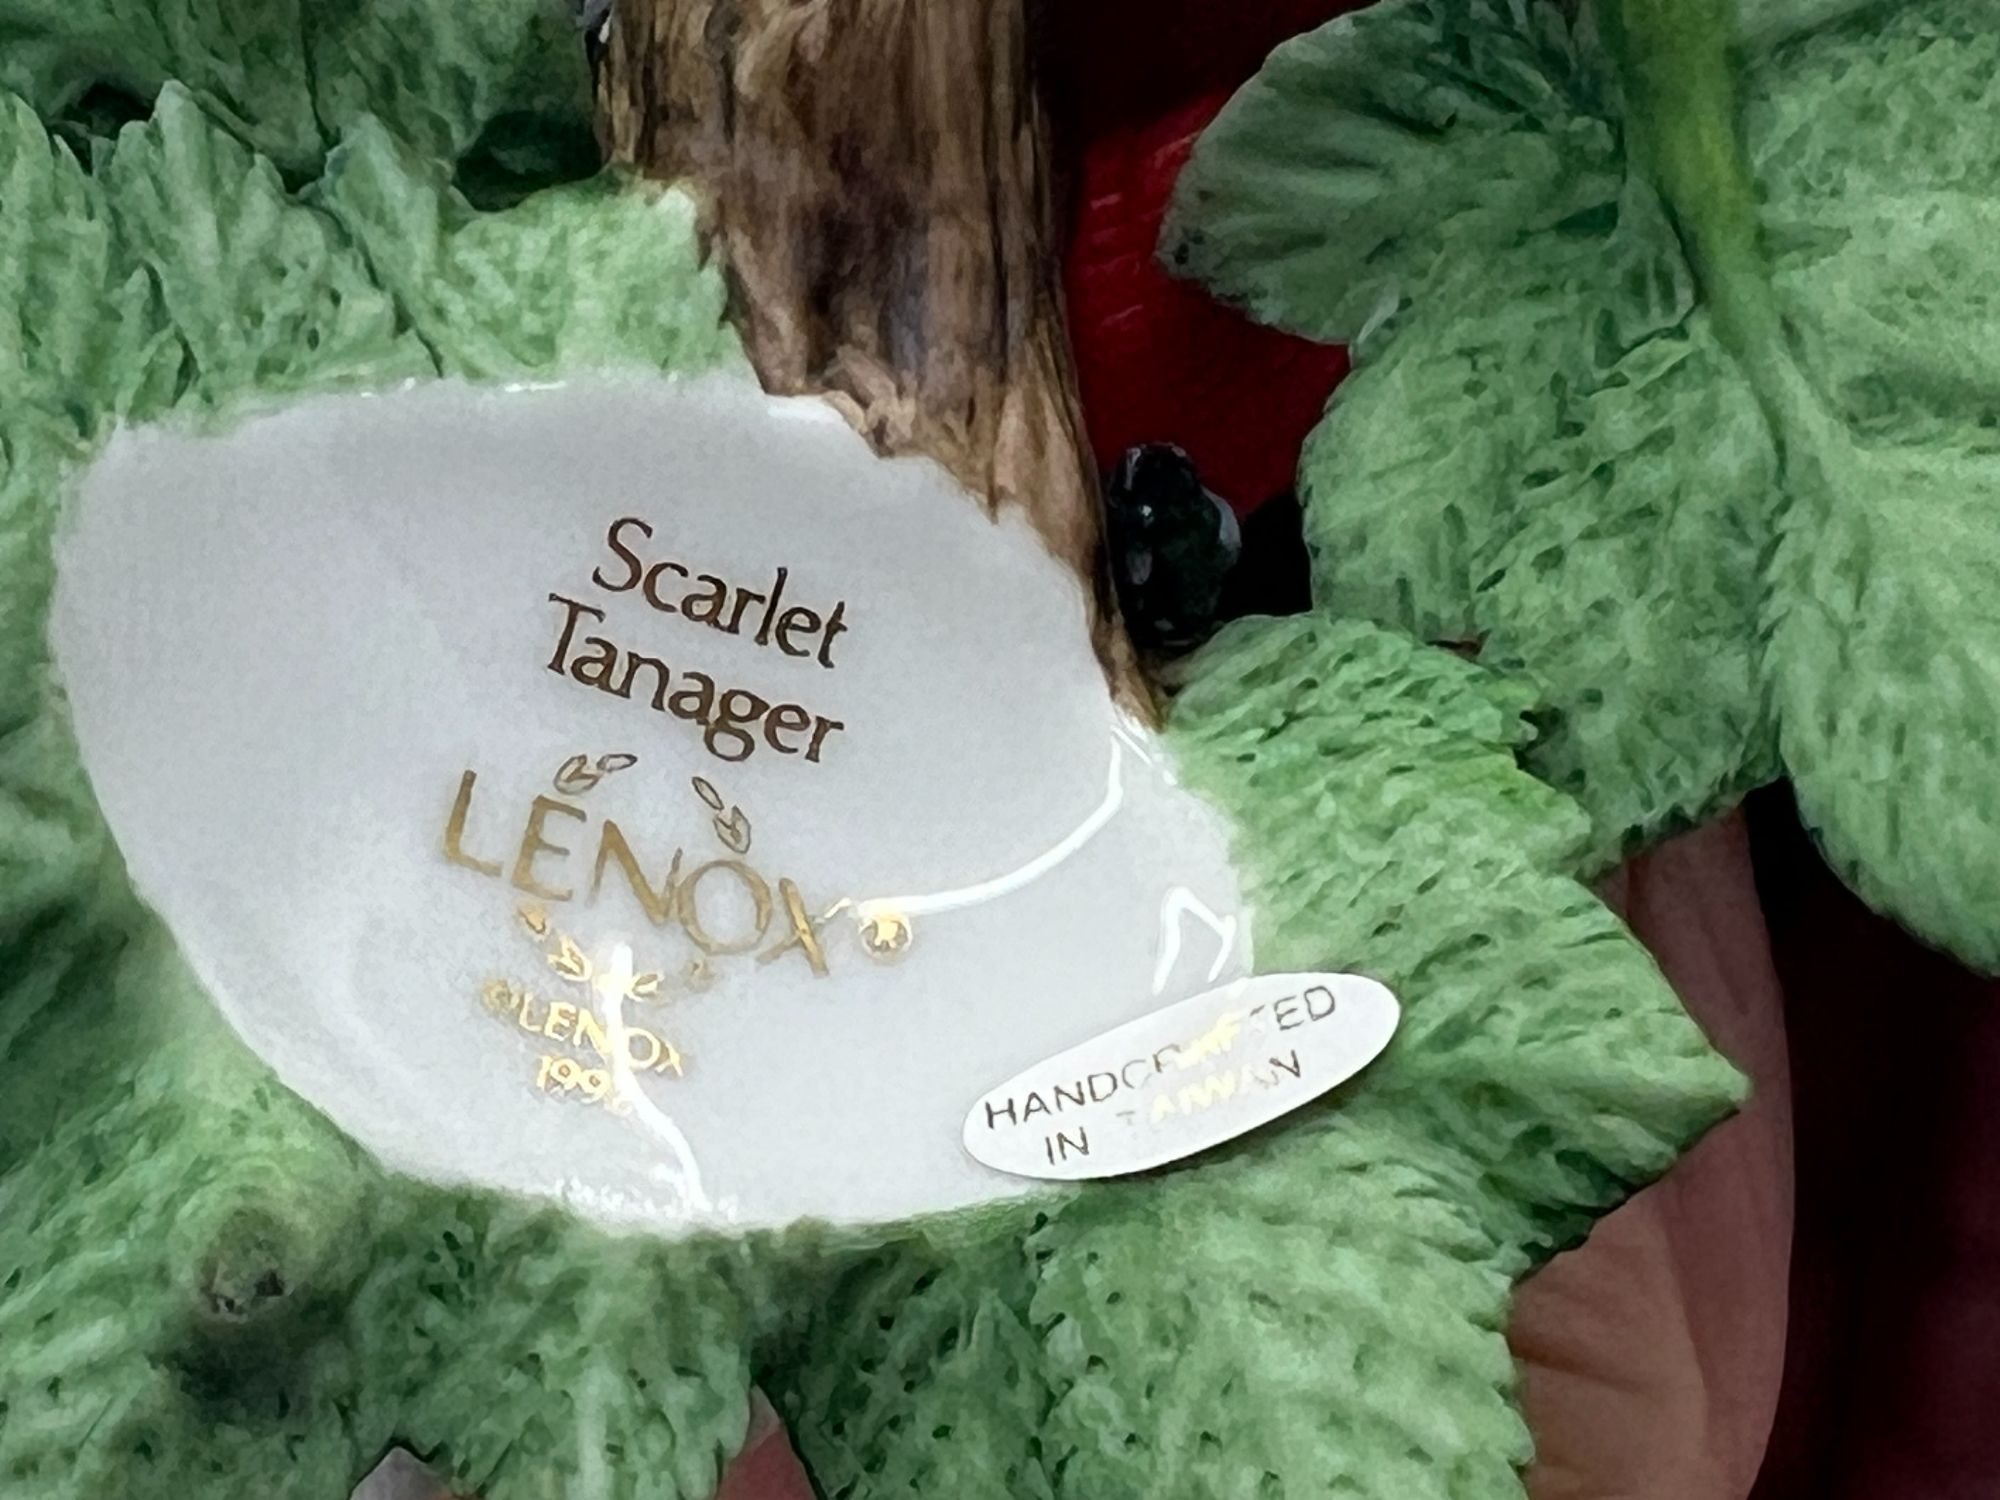 Scarlet
Tanager
LENOX
©LENOX
HANDCRAFTED
IN TAIWAN